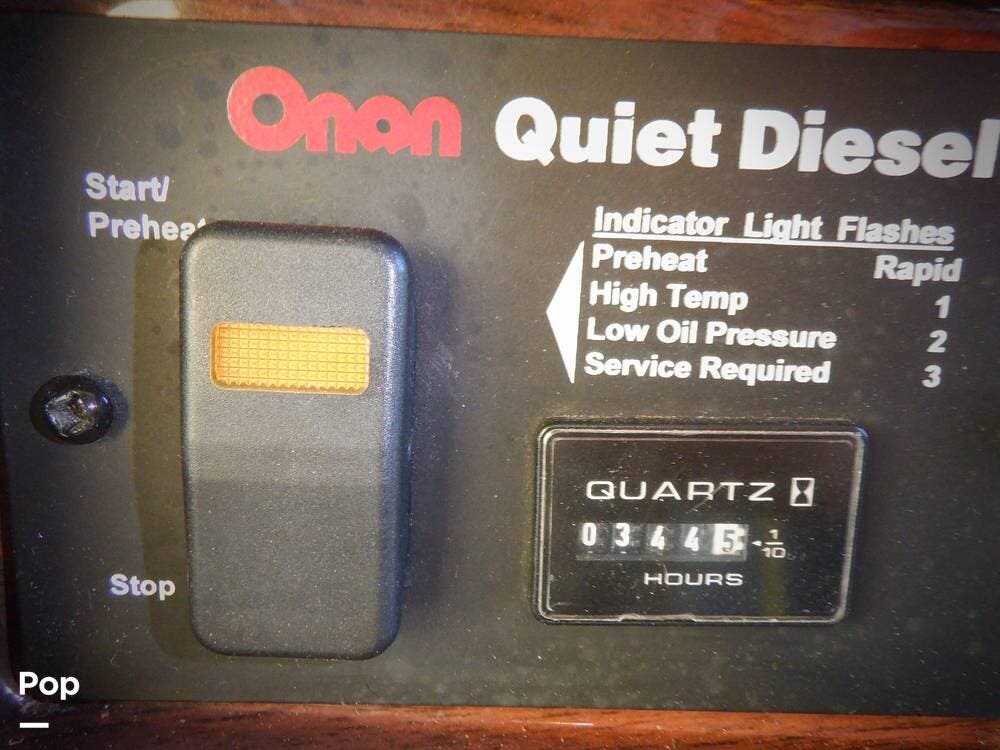 Onan Quiet Diesel
Start/
Preheat
Indicator Light Flashes
Preheat Rapid
High Temp 1
Low Oil Pressure 2
Service Required 3
QUARTZ
0 3 4 4 5 1/10
HOURS
Stop
Pop